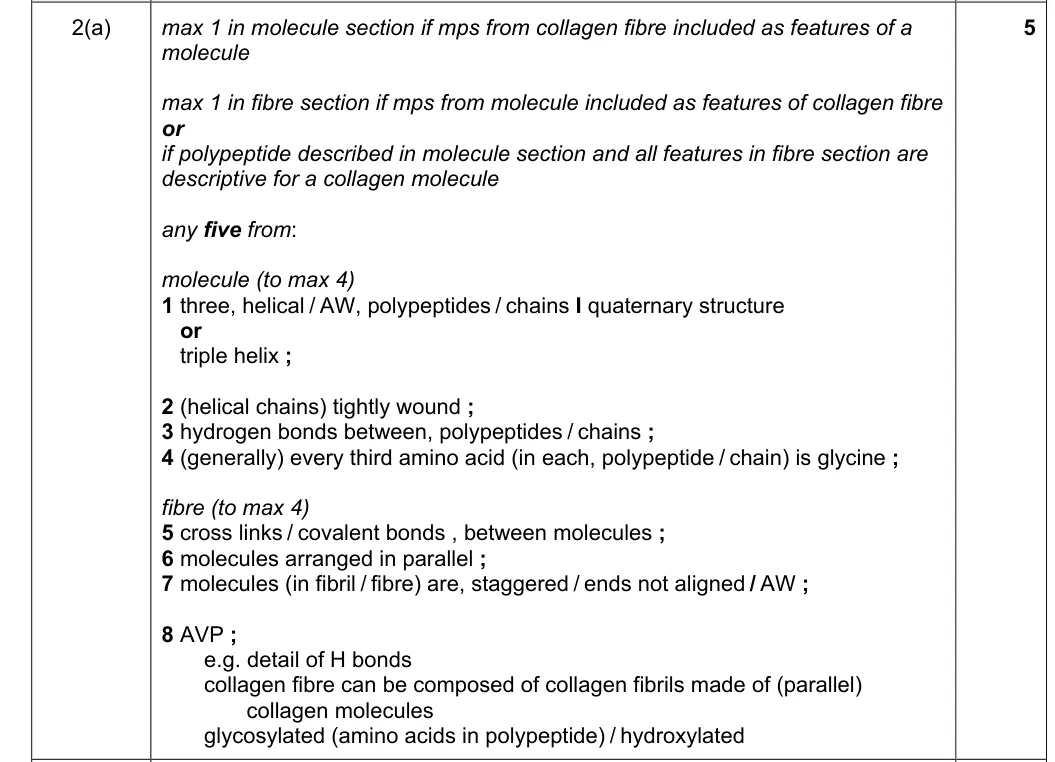 2(a)
max 1 in molecule section if mps from collagen fibre included as features of a
5
molecule
max 1 in fibre section if mps from molecule included as features of collagen fibre
or
if polypeptide described in molecule section and all features in fibre section are
descriptive for a collagen molecule
any five from:
molecule (to max 4)
1 three, helical / AW, polypeptides / chains I quaternary structure
or
triple helix ;
2 (helical chains) tightly wound ;
3 hydrogen bonds between, polypeptides / chains ;
4 (generally) every third amino acid (in each, polypeptide / chain) is glycine ;
fibre (to max 4)
5 cross links / covalent bonds , between molecules ;
6 molecules arranged in parallel ;
7 molecules (in fibril / fibre) are, staggered / ends not aligned / AW ;
8 AVP ;
e.g. detail of H bonds
collagen fibre can be composed of collagen fibrils made of (parallel)
collagen molecules
glycosylated (amino acids in polypeptide) / hydroxylated